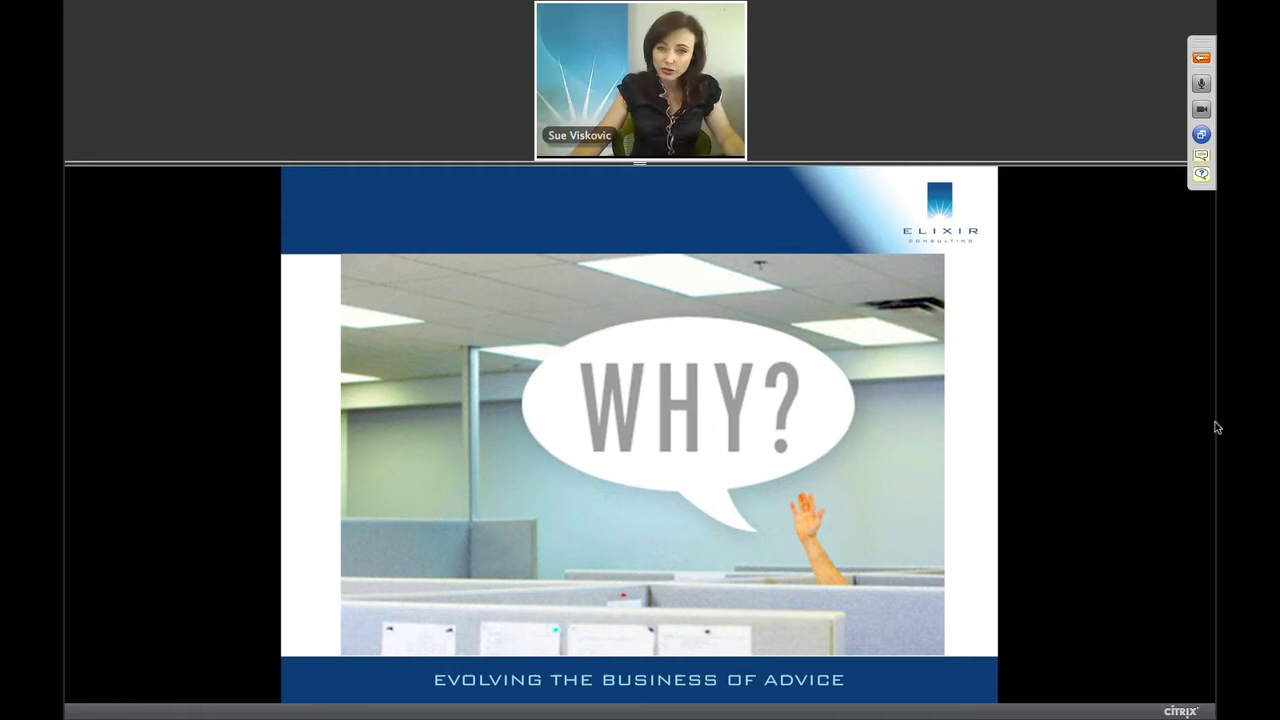 Sue Viskovic
ELIXIR
CONSULTING
WHY?
EVOLVING THE BUSINESS OF ADVICE
CITRIX